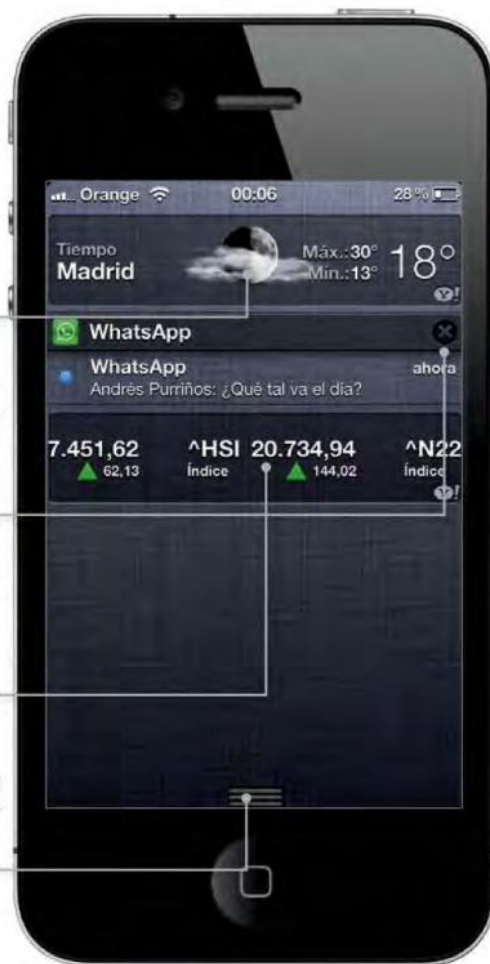 Orange 00:06 28%
Tiempo
Madrid
Máx.:30°
Mín.:13°
18°
Y!
WhatsApp
WhatsApp ahora
Andrés Purriños: ¿Qué tal va el día?
7.451,62 ^HSI 20.734,94 ^N22
62,13 Índice 144,02 Índice
Y!